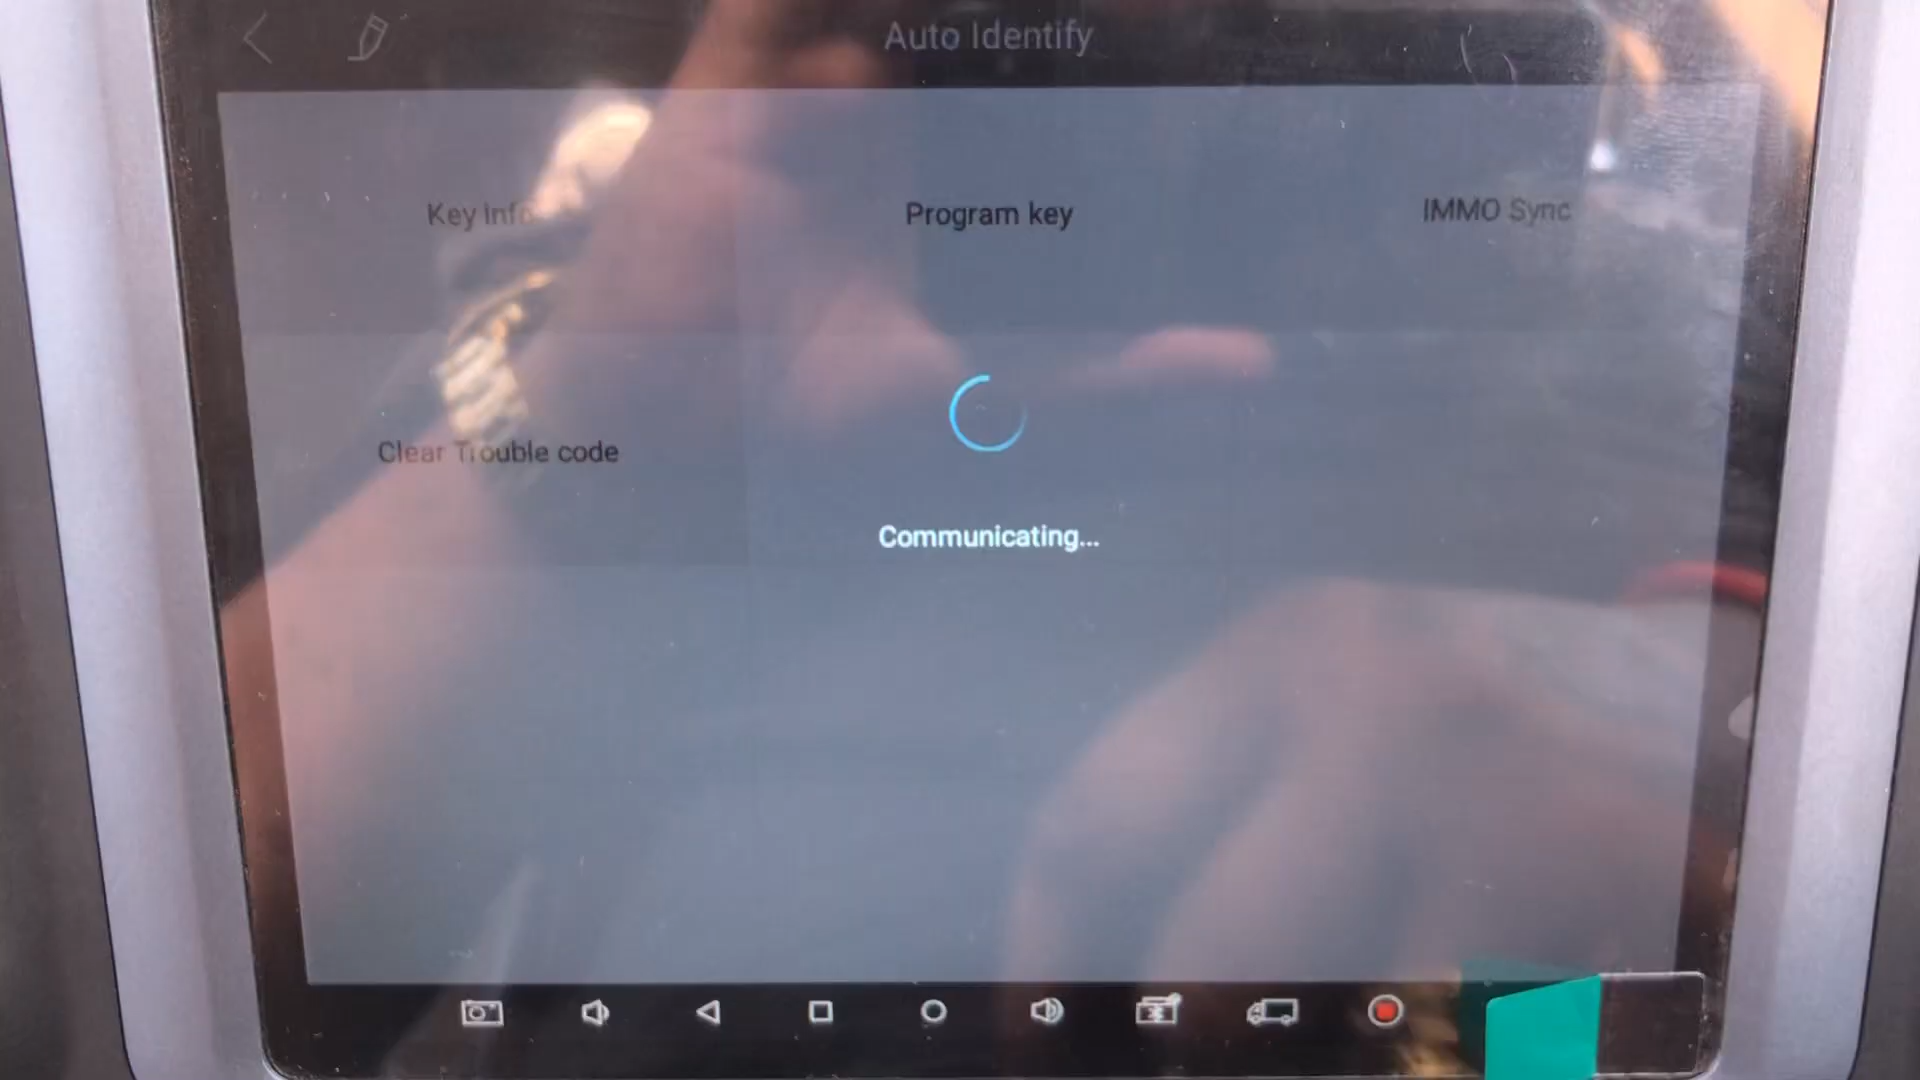 Auto Identify
Key Info
Program key
IMMO Sync
Clear Trouble code
Communicating...